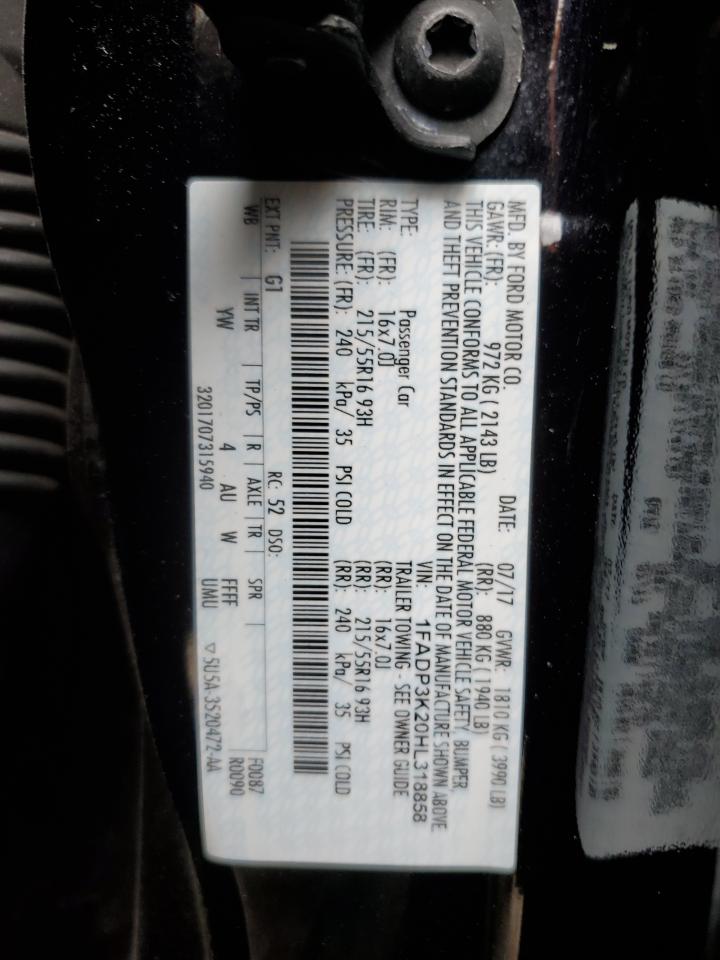 MFD. BY FORD MOTOR CO.
DATE: 07/17 GVWR: 1810 KG ( 3990 LB)
GAWR: (FR): 972 KG ( 2143 LB) (RR): 880 KG ( 1940 LB)
THIS VEHICLE CONFORMS TO ALL APPLICABLE FEDERAL MOTOR VEHICLE SAFETY, BUMPER,
AND THEFT PREVENTION STANDARDS IN EFFECT ON THE DATE OF MANUFACTURE SHOWN ABOVE
VIN: 1FADP3K20HL318858
TYPE: Passenger Car TRAILER TOWING - SEE OWNER GUIDE
RIM: (FR): 16x7.0J (RR): 16x7.0J
TIRE: (FR): 215/55R16 93H (RR): 215/55R16 93H
PRESSURE: (FR): 240 kPa/ 35 PSI COLD (RR): 240 kPa/ 35 PSI COLD
EXT PNT: G1 RC: 52 DSO: F0087
WB INT TR TP/PS R AXLE TR SPR R0090
YW 4 AU W FFFF
3201707315940 UMU ▽5U5A-3520472-AA